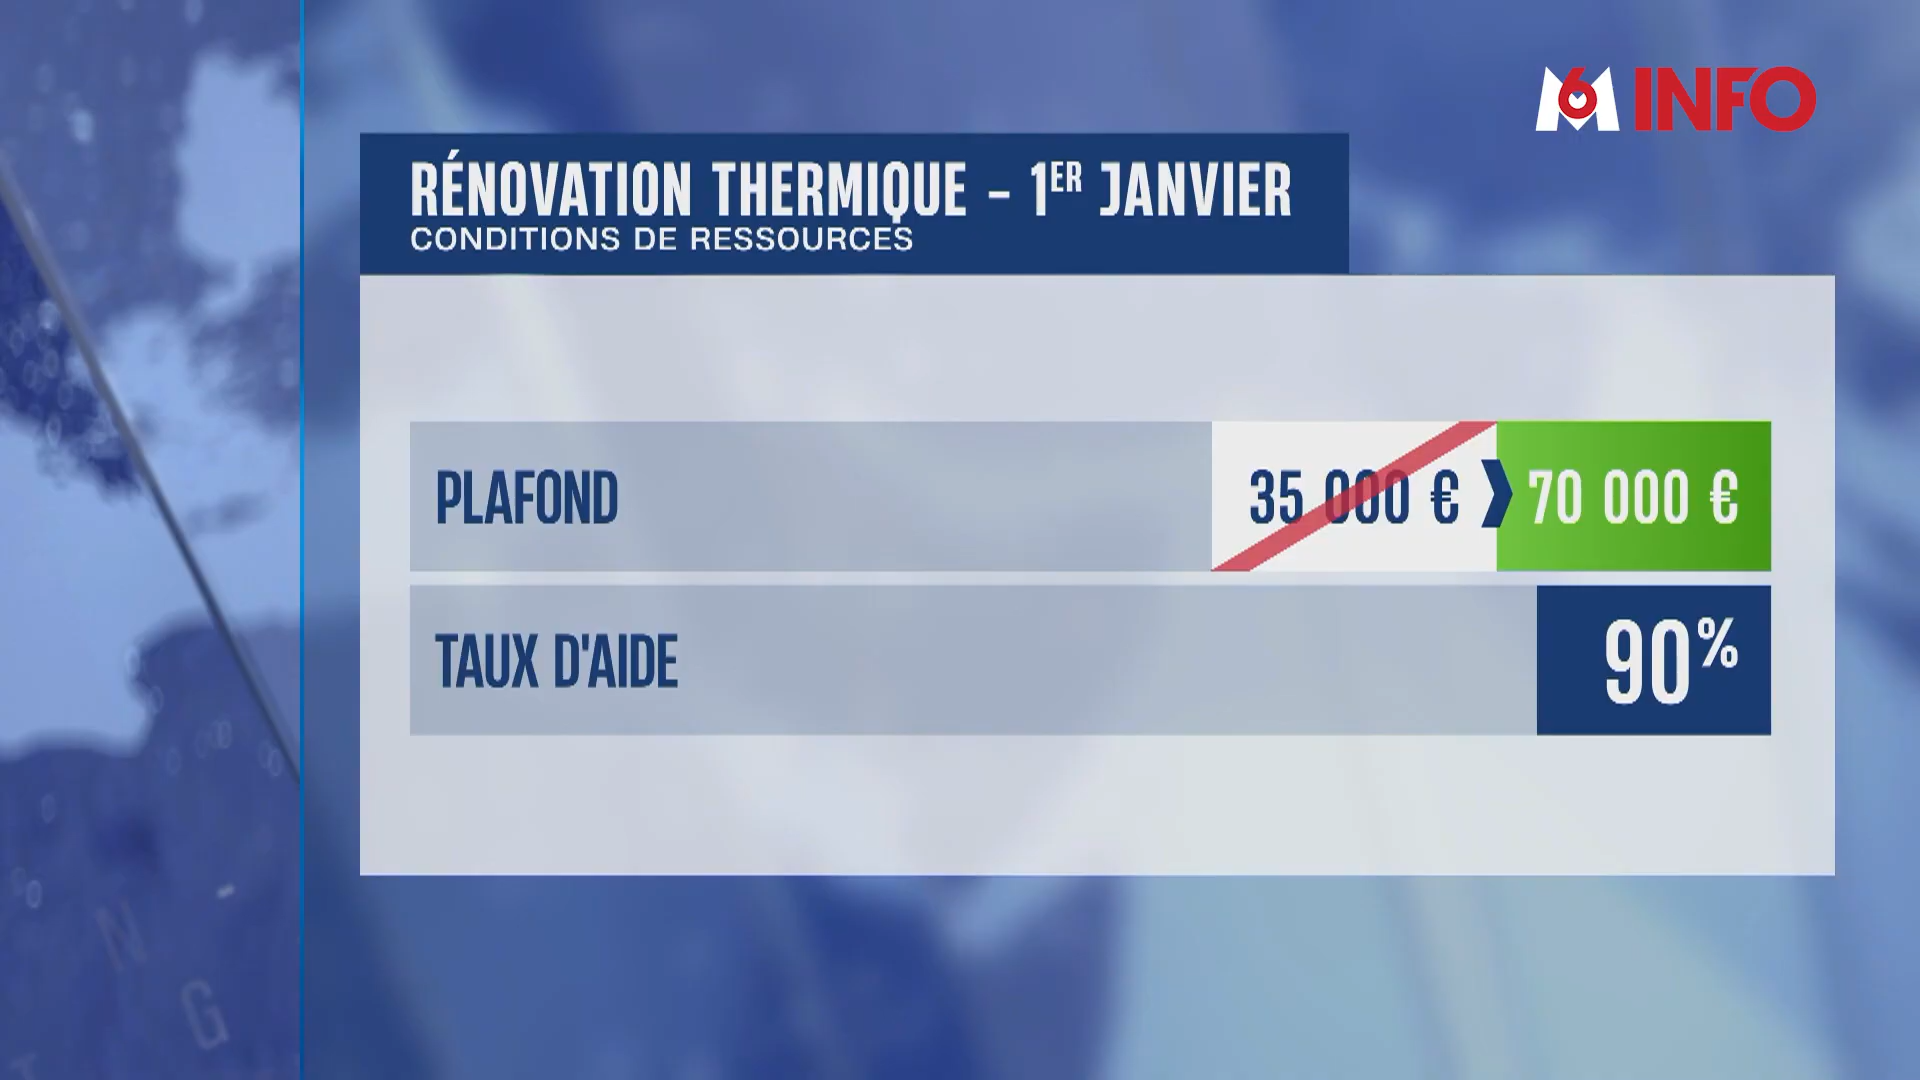 M6 INFO
RÉNOVATION THERMIQUE – 1ER JANVIER
CONDITIONS DE RESSOURCES
PLAFOND 35 000 € 70 000 €
TAUX D'AIDE 90%
N
G